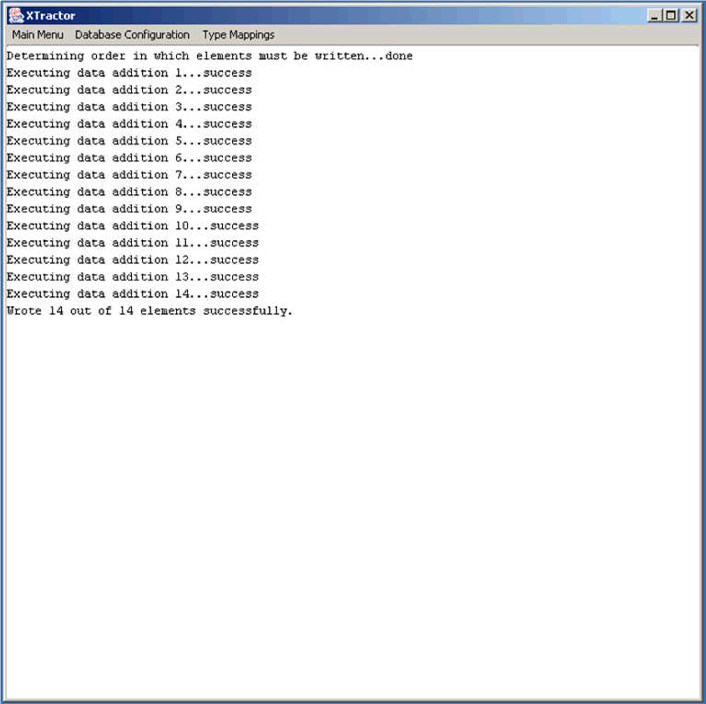 XTractor
Main Menu Database Configuration Type Mappings
Determining order in which elements must be written...done
Executing data addition 1...success
Executing data addition 2...success
Executing data addition 3...success
Executing data addition 4...success
Executing data addition 5...success
Executing data addition 6...success
Executing data addition 7...success
Executing data addition 8...success
Executing data addition 9...success
Executing data addition 10...success
Executing data addition 11...success
Executing data addition 12...success
Executing data addition 13...success
Executing data addition 14...success
Wrote 14 out of 14 elements successfully.